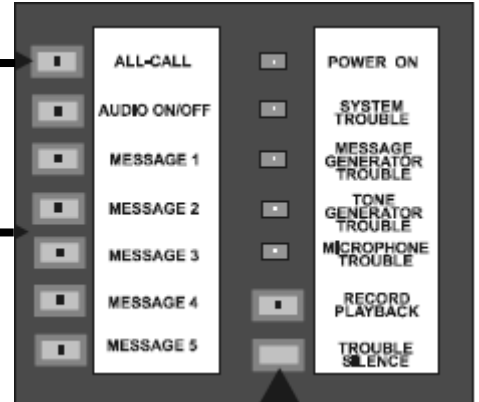 ALL-CALL
AUDIO ON/OFF
MESSAGE 1
MESSAGE 2
MESSAGE 3
MESSAGE 4
MESSAGE 5
POWER ON
SYSTEM
TROUBLE
MESSAGE
GENERATOR
TROUBLE
TONE
GENERATOR
TROUBLE
MICROPHONE
TROUBLE
RECORD
PLAYBACK
TROUBLE
SILENCE